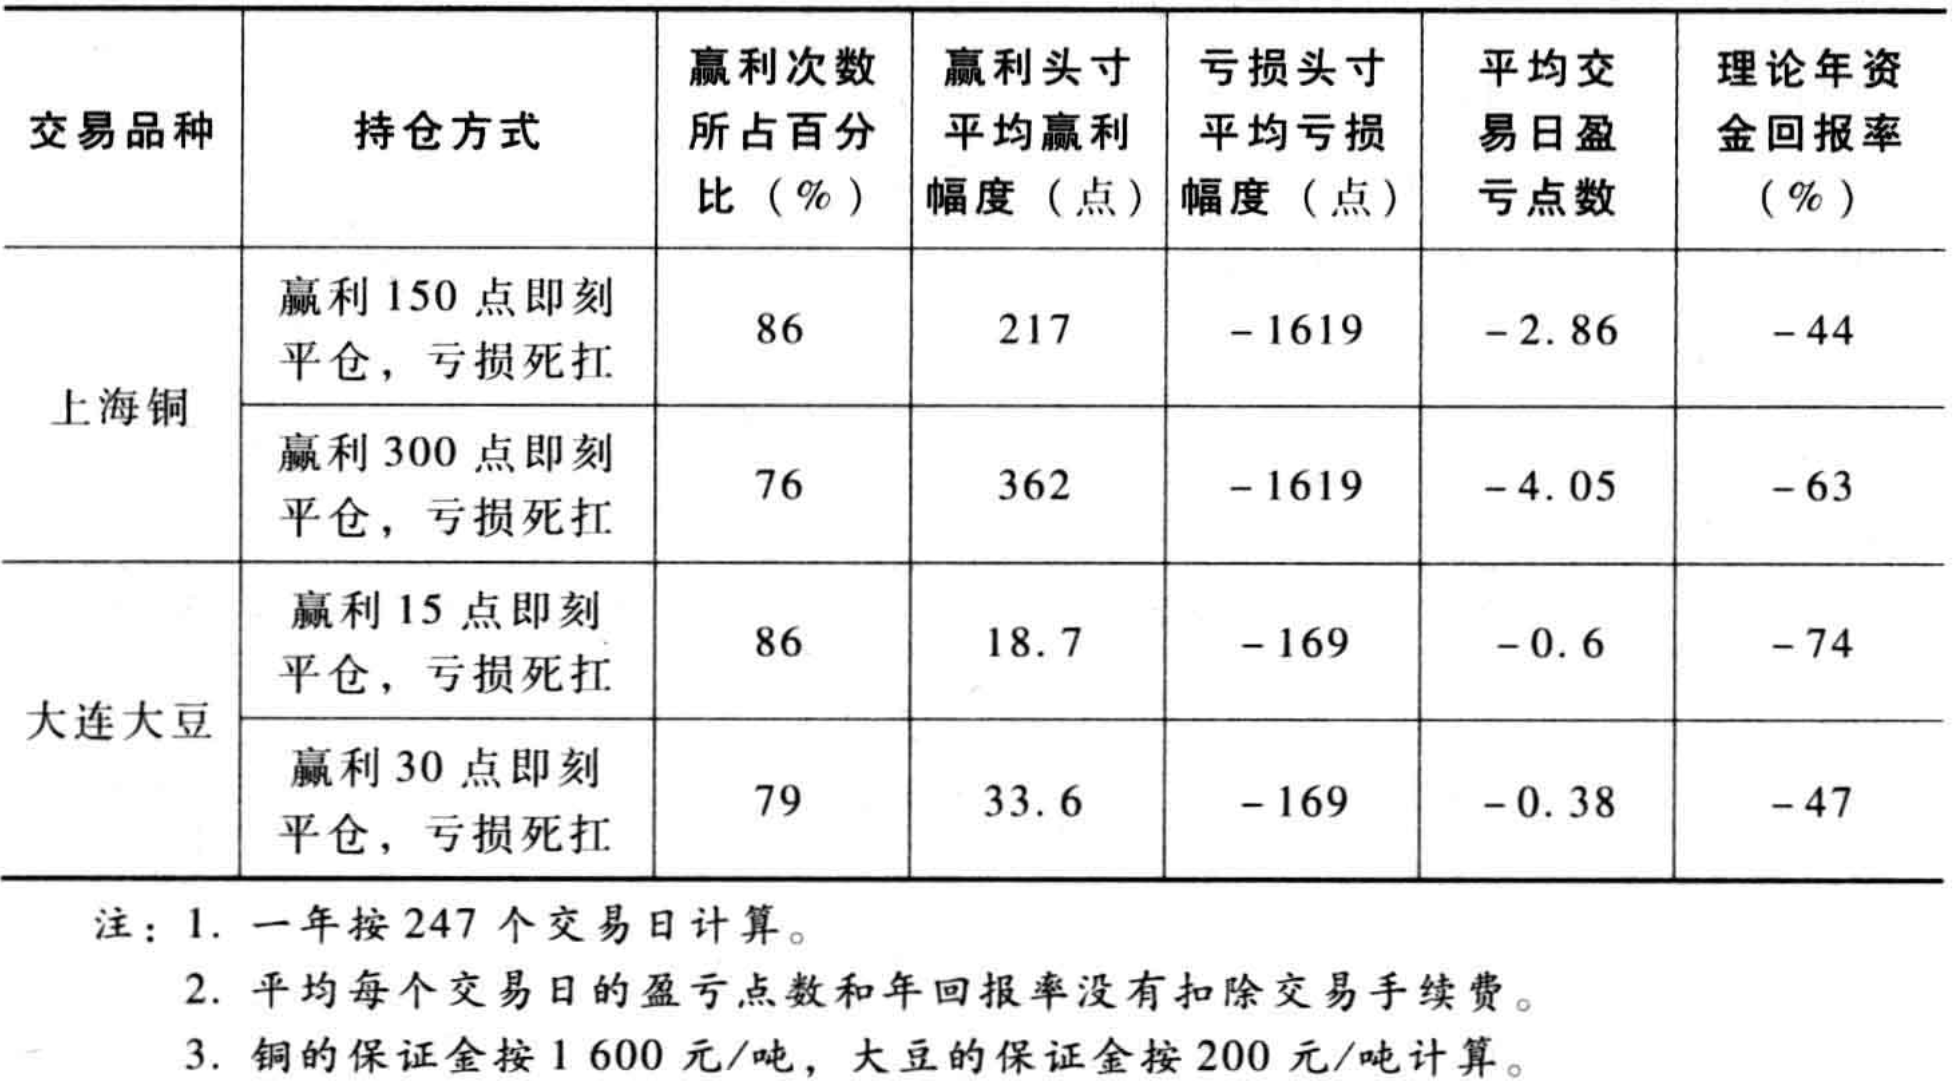 交易品种
持仓方式
赢利次数
所占百分
比（%）
赢利头寸
平均赢利
幅度（点）
亏损头寸
平均亏损
幅度（点）
平均交
易日盈
亏点数
理论年资
金回报率
（%）
上海铜
赢利150点即刻
平仓，亏损死扛
86
217
-1619
-2.86
-44
赢利300点即刻
平仓，亏损死扛
76
362
-1619
-4.05
-63
大连大豆
赢利15点即刻
平仓，亏损死扛
86
18.7
-169
-0.6
-74
赢利30点即刻
平仓，亏损死扛
79
33.6
-169
-0.38
-47
注：1. 一年按247个交易日计算。
2. 平均每个交易日的盈亏点数和年回报率没有扣除交易手续费。
3. 铜的保证金按1 600元/吨，大豆的保证金按200元/吨计算。